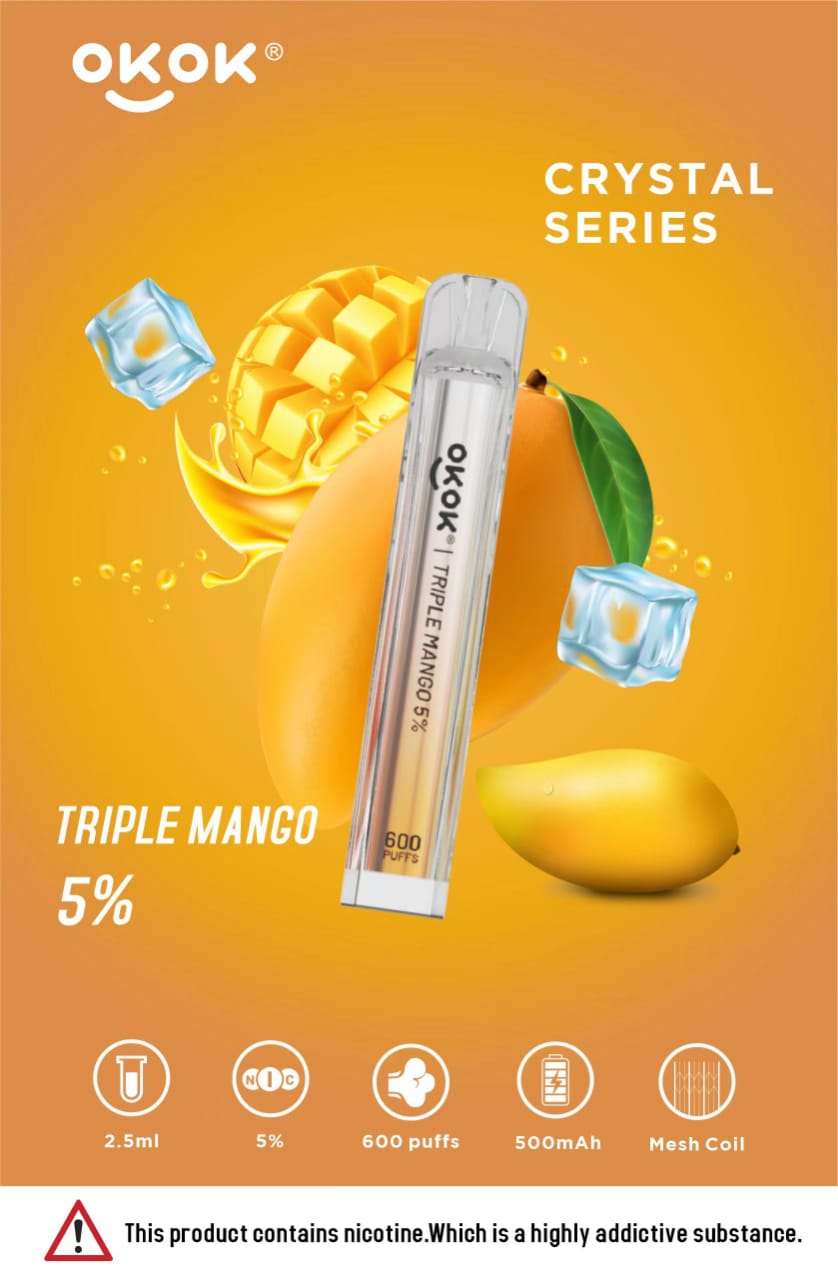 OKOK®
CRYSTAL
SERIES
OKOK® | TRIPLE MANGO 5%
600
PUFFS
TRIPLE MANGO
5%
N I C
2.5ml
5%
600 puffs
500mAh
Mesh Coil
This product contains nicotine.Which is a highly addictive substance.